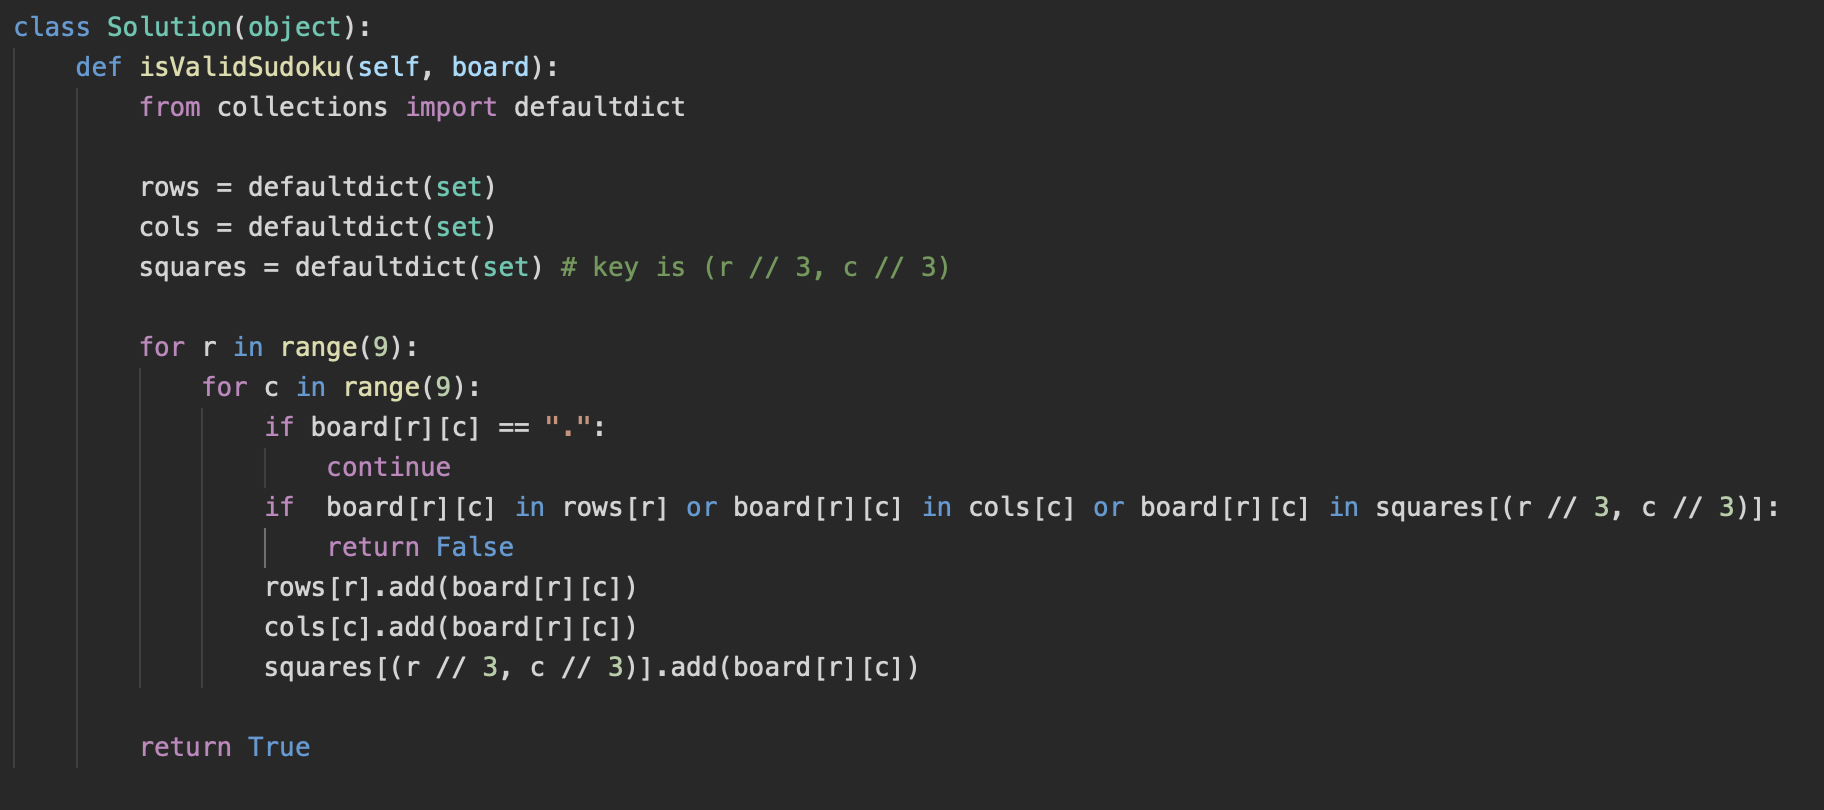 class Solution(object):
    def isValidSudoku(self, board):
        from collections import defaultdict

        rows = defaultdict(set)
        cols = defaultdict(set)
        squares = defaultdict(set) # key is (r // 3, c // 3)

        for r in range(9):
            for c in range(9):
                if board[r][c] == ".":
                    continue
                if  board[r][c] in rows[r] or board[r][c] in cols[c] or board[r][c] in squares[(r // 3, c // 3)]:
                    return False
                rows[r].add(board[r][c])
                cols[c].add(board[r][c])
                squares[(r // 3, c // 3)].add(board[r][c])

        return True